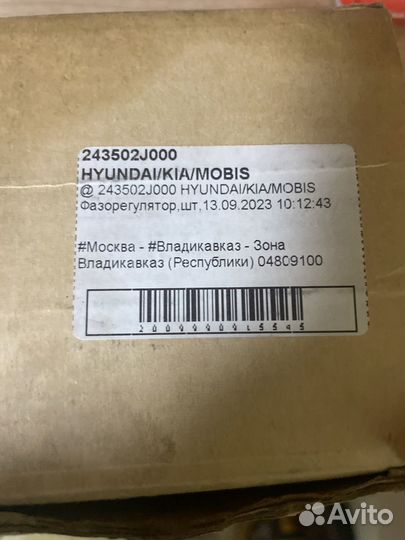 243502J000
HYUNDAI/KIA/MOBIS
@ 243502J000 HYUNDAI/KIA/MOBIS
Фазорегулятор,шт,13.09.2023 10:12:43
#Москва - #Владикавказ - Зона
Владикавказ (Республики) 04809100
2009990915595
Avito